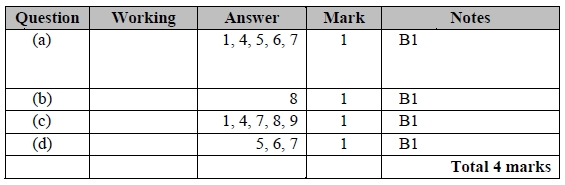 Question Working Answer Mark Notes
(a) 1, 4, 5, 6, 7 1 B1
(b) 8 1 B1
(c) 1, 4, 7, 8, 9 1 B1
(d) 5, 6, 7 1 B1
Total 4 marks